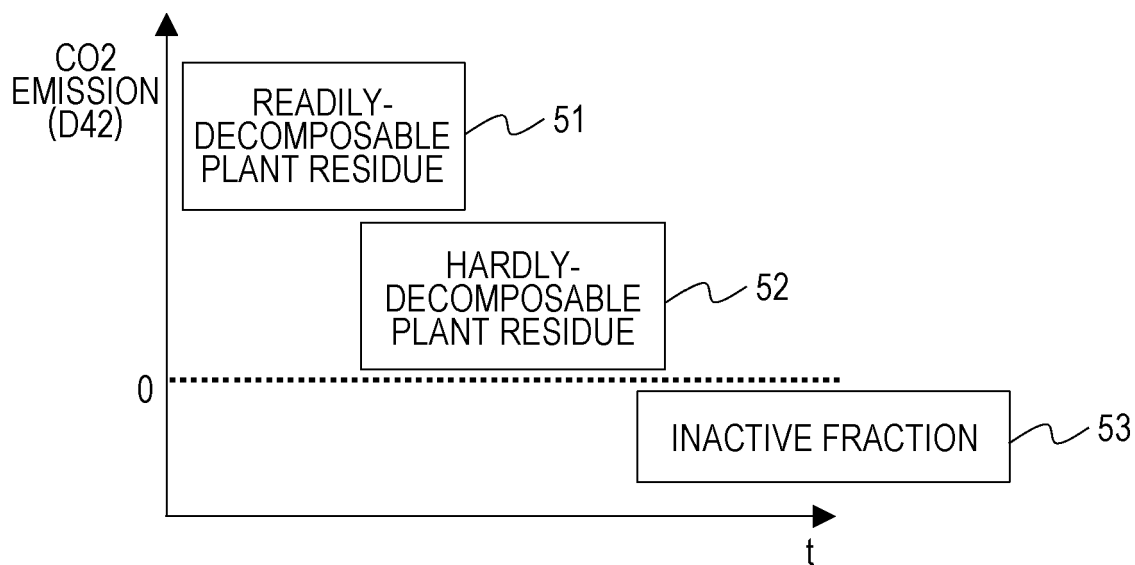 CO2
EMISSION
(D42)
READILY-
DECOMPOSABLE
PLANT RESIDUE
51
HARDLY-
DECOMPOSABLE
PLANT RESIDUE
52
0
INACTIVE FRACTION
53
t